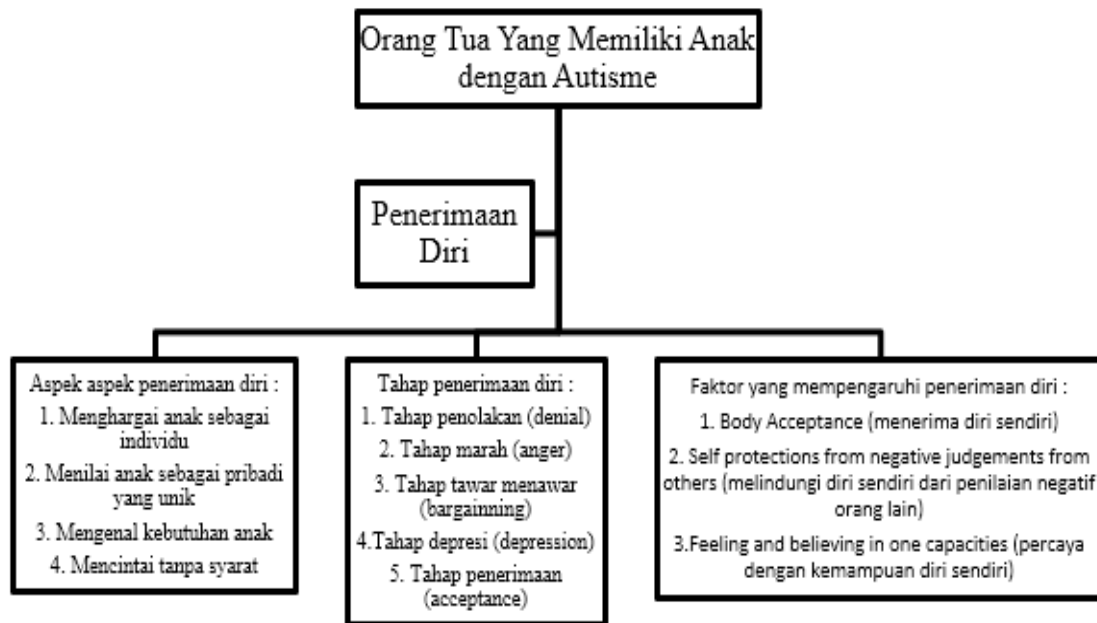 Orang Tua Yang Memiliki Anak
dengan Autisme
Penerimaan
Diri
Aspek aspek penerimaan diri :
1. Menghargai anak sebagai
individu
2. Menilai anak sebagai pribadi
yang unik
3. Mengenal kebutuhan anak
4. Mencintai tanpa syarat
Tahap penerimaan diri :
1. Tahap penolakan (denial)
2. Tahap marah (anger)
3. Tahap tawar menawar
(bargainning)
4.Tahap depresi (depression)
5. Tahap penerimaan
(acceptance)
Faktor yang mempengaruhi penerimaan diri :
1. Body Acceptance (menerima diri sendiri)
2. Self protections from negative judgements from
others (melindungi diri sendiri dari penilaian negatif
orang lain)
3.Feeling and believing in one capacities (percaya
dengan kemampuan diri sendiri)